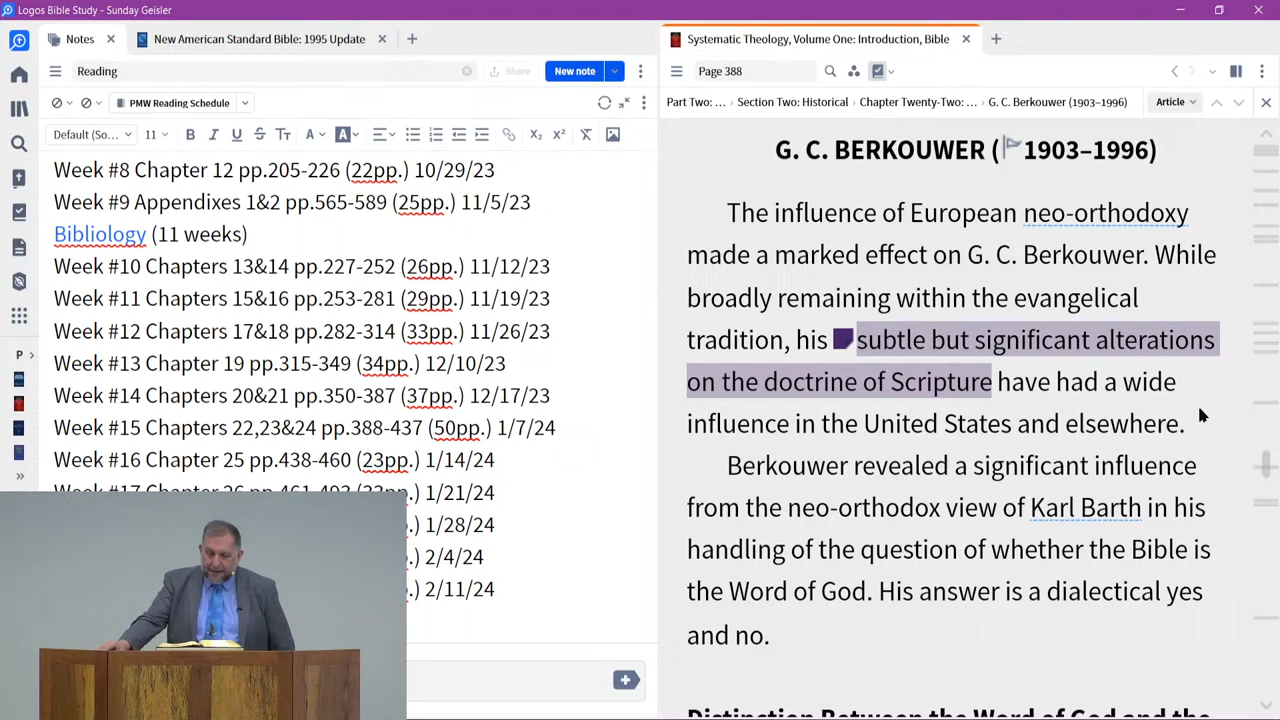 Logos Bible Study - Sunday Geisler
Notes
New American Standard Bible: 1995 Update
Reading
Share
New note
PMW Reading Schedule
Default (So...
11
B I U S Tт A A
X₂ X²
Week #8 Chapter 12 pp.205-226 (22pp.) 10/29/23
Week #9 Appendixes 1&2 pp.565-589 (25pp.) 11/5/23
Bibliology (11 weeks)
Week #10 Chapters 13&14 pp.227-252 (26pp.) 11/12/23
Week #11 Chapters 15&16 pp.253-281 (29pp.) 11/19/23
Week #12 Chapters 17&18 pp.282-314 (33pp.) 11/26/23
Week #13 Chapter 19 pp.315-349 (34pp.) 12/10/23
Week #14 Chapters 20&21 pp.350-387 (37pp.) 12/17/23
Week #15 Chapters 22,23&24 pp.388-437 (50pp.) 1/7/24
Week #16 Chapter 25 pp.438-460 (23pp.) 1/14/24
1/21/24
.) 1/28/24
.) 2/4/24
.) 2/11/24
P
Systematic Theology, Volume One: Introduction, Bible
Page 388
Part Two: ... › Section Two: Historical › Chapter Twenty-Two: ... › G. C. Berkouwer (1903–1996)
Article
G. C. BERKOUWER (1903–1996)
The influence of European neo-orthodoxy
made a marked effect on G. C. Berkouwer. While
broadly remaining within the evangelical
tradition, his subtle but significant alterations
on the doctrine of Scripture have had a wide
influence in the United States and elsewhere.
Berkouwer revealed a significant influence
from the neo-orthodox view of Karl Barth in his
handling of the question of whether the Bible is
the Word of God. His answer is a dialectical yes
and no.
Distinction Between the Word of God and the